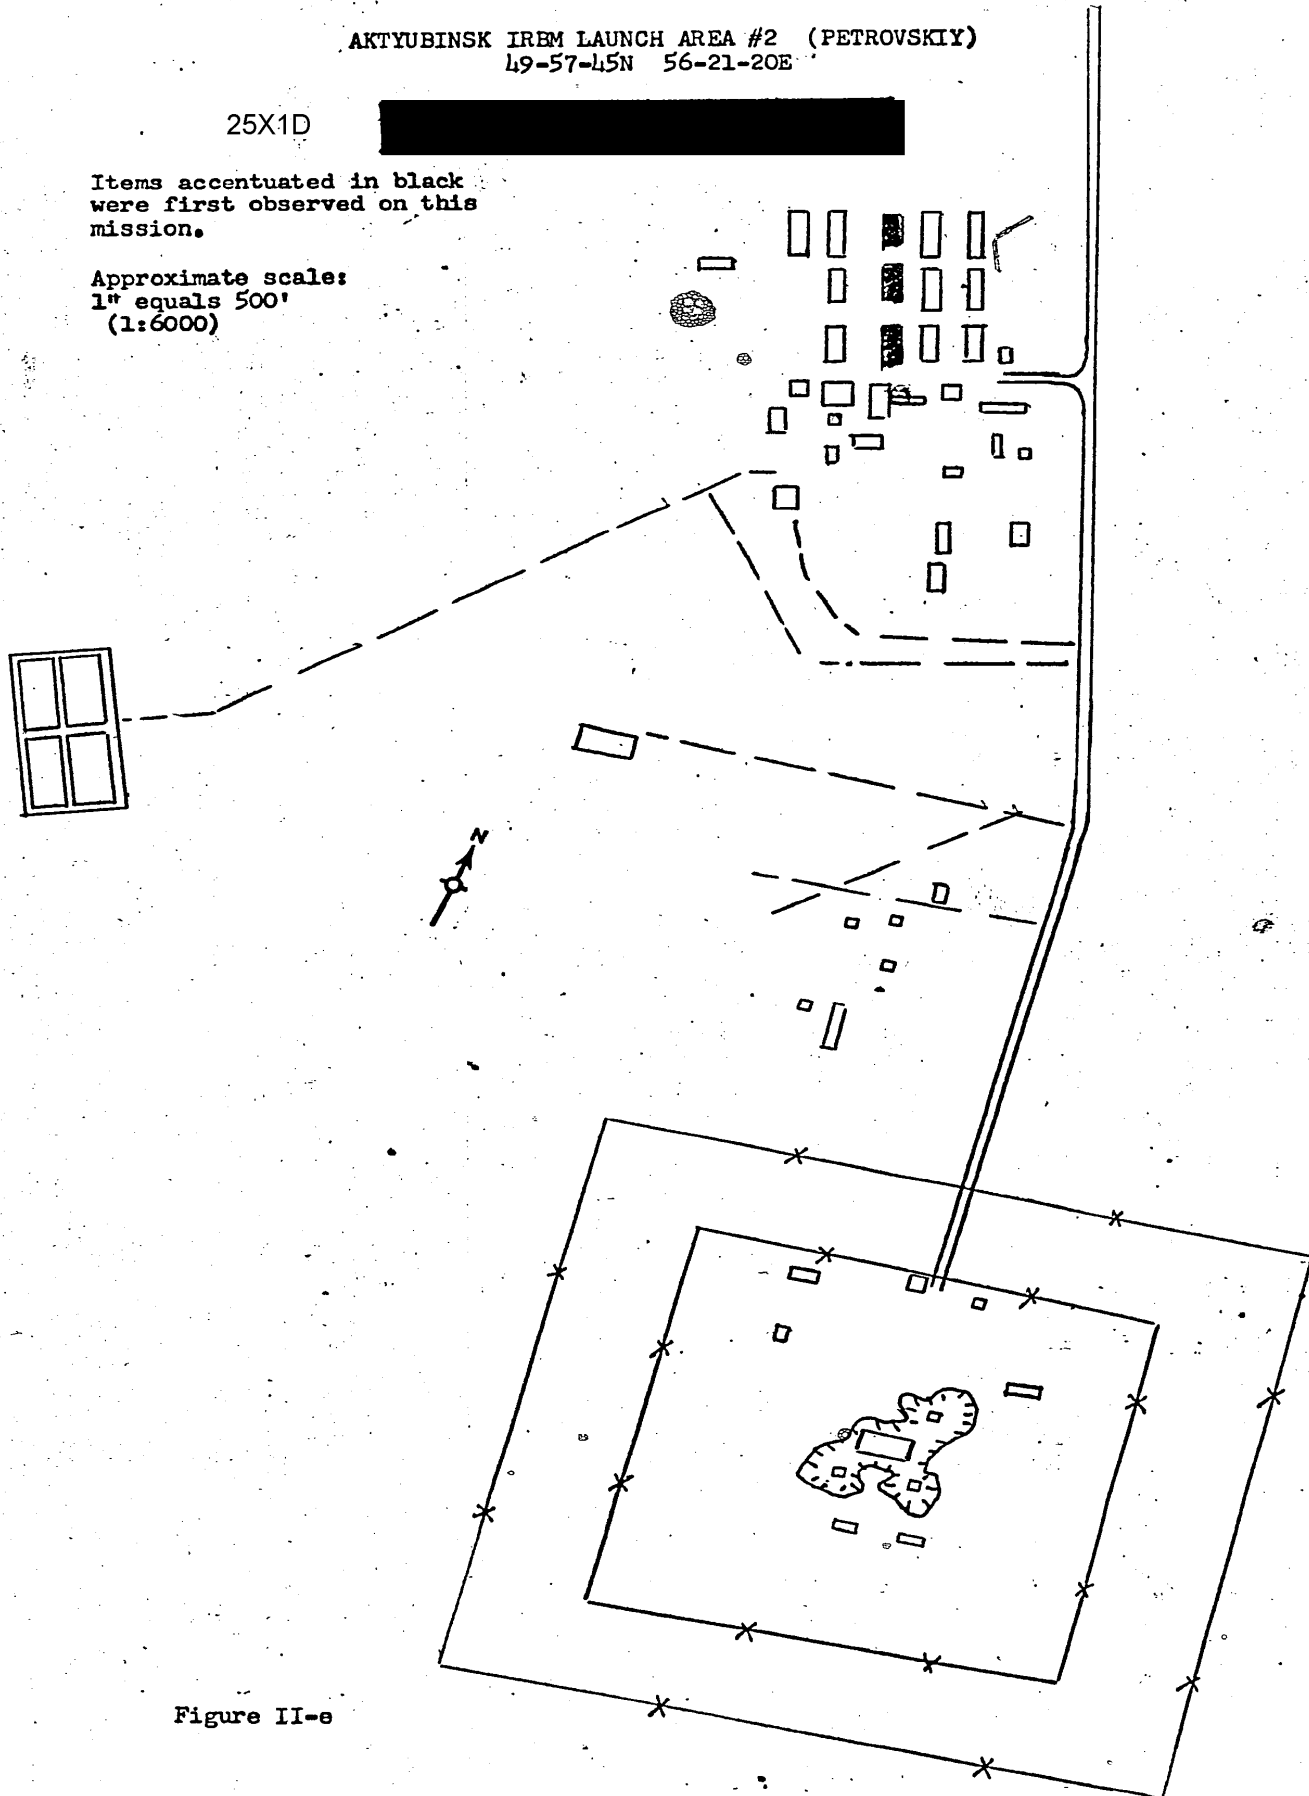 AKTYUBINSK IRBM LAUNCH AREA #2 (PETROVSKIY)
49-57-45N 56-21-20E
25X1D
Items accentuated in black
were first observed on this
mission.
Approximate scale:
1" equals 500'
(1:6000)
N
Figure II-e